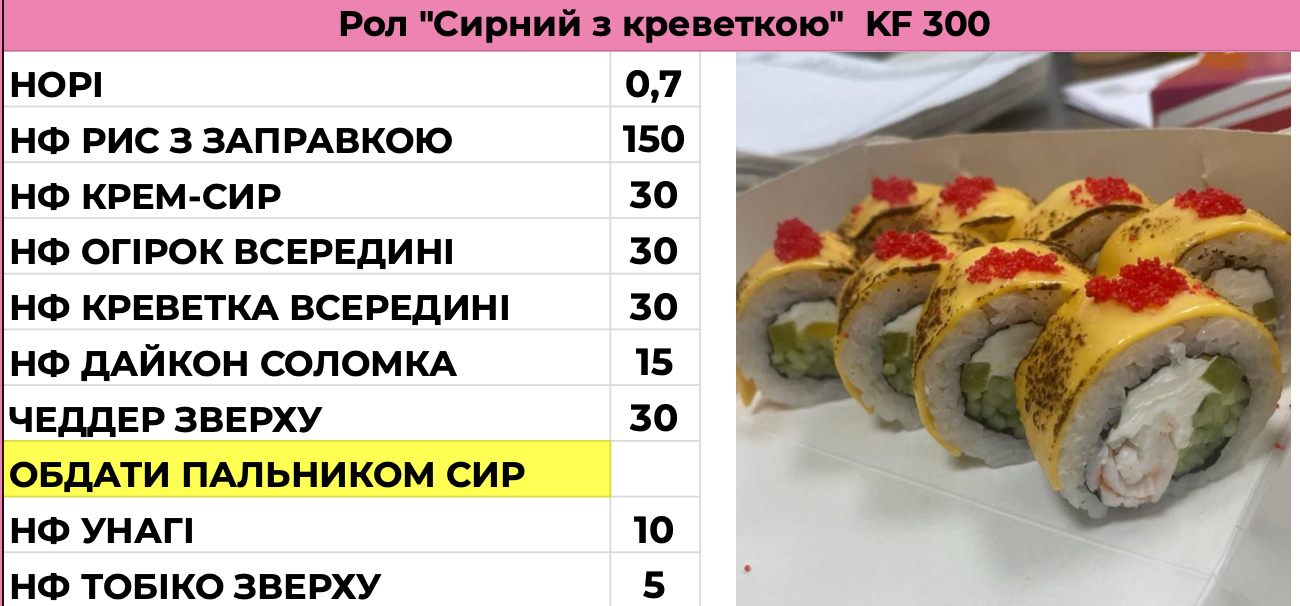 Рол "Сирний з креветкою" KF 300
НОРІ 0,7
НФ РИС З ЗАПРАВКОЮ 150
НФ КРЕМ-СИР 30
НФ ОГІРОК ВСЕРЕДИНІ 30
НФ КРЕВЕТКА ВСЕРЕДИНІ 30
НФ ДАЙКОН СОЛОМКА 15
ЧЕДДЕР ЗВЕРХУ 30
ОБДАТИ ПАЛЬНИКОМ СИР
НФ УНАГІ 10
НФ ТОБІКО ЗВЕРХУ 5